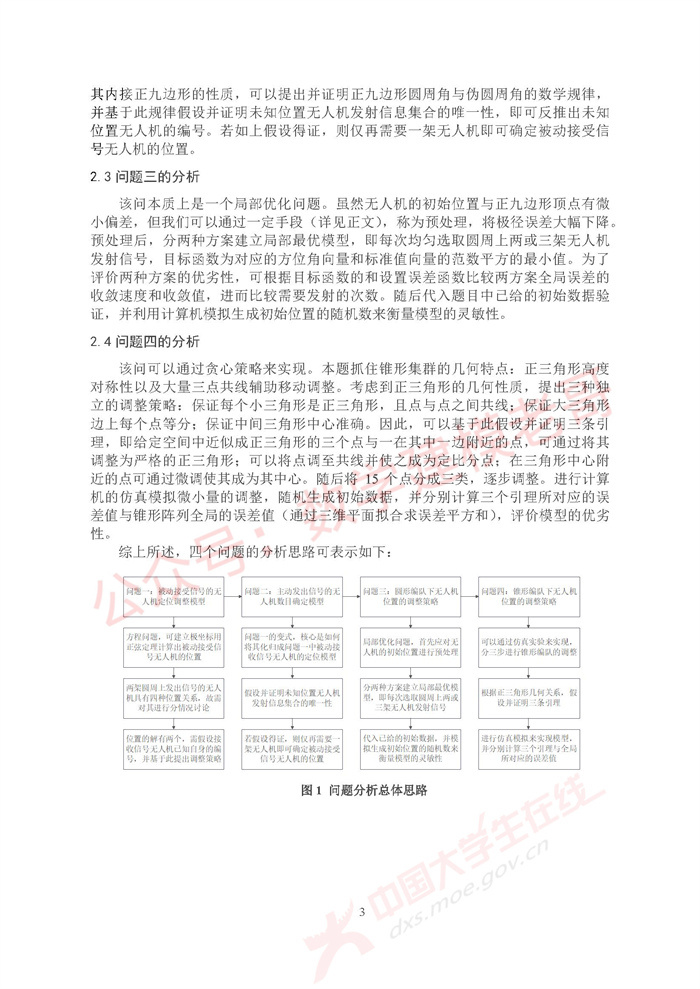 其内接正九边形的性质，可以提出并证明正九边形圆周角与伪圆周角的数学规律，
并基于此规律假设并证明未知位置无人机发射信息集合的唯一性，即可反推出未知
位置无人机的编号。若如上假设得证，则仅再需要一架无人机即可确定被动接受信
号无人机的位置。
2.3 问题三的分析
该问本质上是一个局部优化问题。虽然无人机的初始位置与正九边形顶点有微
小偏差，但我们可以通过一定手段（详见正文），称为预处理，将极径误差大幅下降。
预处理后，分两种方案建立局部最优模型，即每次均匀选取圆周上两或三架无人机
发射信号，目标函数为对应的方位角向量和标准值向量的范数平方的最小值。为了
评价两种方案的优劣性，可根据目标函数的和设置误差函数比较两方案全局误差的
收敛速度和收敛值，进而比较需要发射的次数。随后代入题目中已给的初始数据验
证，并利用计算机模拟生成初始位置的随机数来衡量模型的灵敏性。
2.4 问题四的分析
该问可以通过贪心策略来实现。本题抓住锥形集群的几何特点：正三角形高度
对称性以及大量三点共线辅助移动调整。考虑到正三角形的几何性质，提出三种独
立的调整策略：保证每个小三角形是正三角形，且点与点之间共线；保证大三角形
边上每个点等分；保证中间三角形中心准确。因此，可以基于此假设并证明三条引
理，即给定空间中近似成正三角形的三个点与一在其中一边附近的点，可通过将其
调整为严格的正三角形；可以将点调至共线并使之成为定比分点；在三角形中心附
近的点可通过微调使其成为其中心。随后将 15 个点分成三类，逐步调整。进行计算
机的仿真模拟微小量的调整，随机生成初始数据，并分别计算三个引理所对应的误
差值与锥形阵列全局的误差值（通过三维平面拟合求误差平方和），评价模型的优劣
性。
综上所述，四个问题的分析思路可表示如下：
问题一：被动接受信号的无
人机定位调整模型
方程问题，可建立极坐标用
正弦定理计算出被动接受信
号无人机的位置
两架圆周上发出信号的无人
机具有四种位置关系，故需
对其进行分情况讨论
位置的解有两个，需假设接
收信号无人机已知自身的编
号，并基于此提出调整策略
问题二：主动发出信号的无
人机数目确定模型
问题一的变式，核心是如何
将其化归成问题一中被动接
收信号无人机的定位模型
假设并证明未知位置无人机
发射信息集合的唯一性
若假设得证，则仅再需要一
架无人机即可确定被动接受
信号无人机的位置
问题三：圆形编队下无人机
位置的调整策略
局部优化问题，首先应对无
人机的初始位置进行预处理
分两种方案建立局部最优模
型，即每次选取圆周上两或
三架无人机发射信号
代入已给的初始数据，并模
拟生成初始位置的随机数来
衡量模型的灵敏性
问题四：锥形编队下无人机
位置的调整策略
可以通过仿真实验来实现，
分三步进行锥形编队的调整
根据正三角形几何关系，假
设并证明三条引理
进行仿真模拟来实现模型，
并分别计算三个引理与全局
所对应的误差值
图 1 问题分析总体思路
3
中国大学生在线
dxs.moe.gov.cn